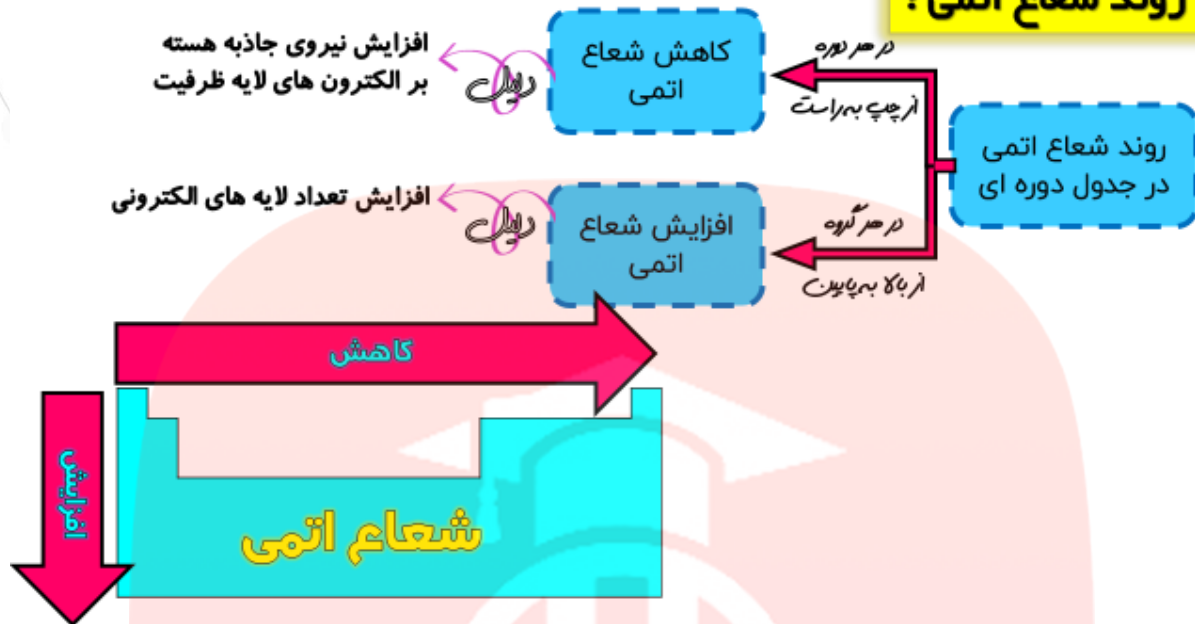 روند شعاع اتمی؟
روند شعاع اتمی
در جدول دوره ای
در هر دوره
از چپ به راست
کاهش شعاع
اتمی
دلیل
افزایش نیروی جاذبه هسته
بر الکترون های لایه ظرفیت
در هر گروه
از بالا به پایین
افزایش شعاع
اتمی
دلیل
افزایش تعداد لایه های الکترونی
کاهش
افزایش
شعاع اتمی